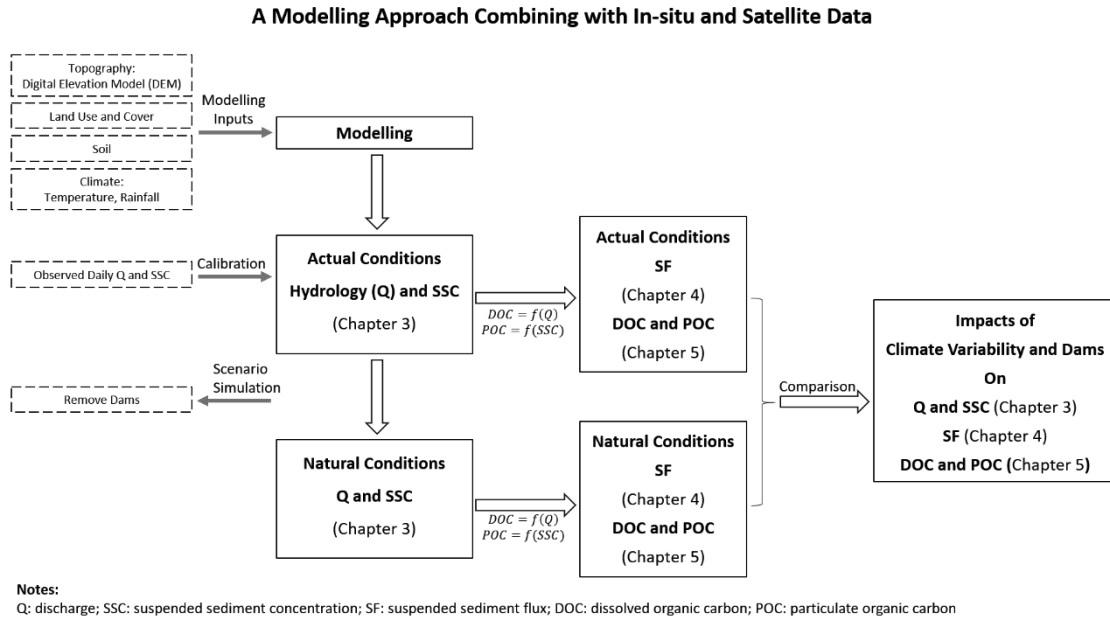 A Modelling Approach Combining with In-situ and Satellite Data
Topography:
Digital Elevation Model (DEM)
Land Use and Cover
Soil
Climate:
Temperature, Rainfall
Modelling
Inputs
Modelling
Observed Daily Q and SSC
Calibration
Actual Conditions
Hydrology (Q) and SSC
(Chapter 3)
DOC = f(Q)
POC = f(SSC)
Actual Conditions
SF
(Chapter 4)
DOC and POC
(Chapter 5)
Remove Dams
Scenario
Simulation
Natural Conditions
Q and SSC
(Chapter 3)
DOC = f(Q)
POC = f(SSC)
Natural Conditions
SF
(Chapter 4)
DOC and POC
(Chapter 5)
Comparison
Impacts of
Climate Variability and Dams
On
Q and SSC (Chapter 3)
SF (Chapter 4)
DOC and POC (Chapter 5)
Notes:
Q: discharge; SSC: suspended sediment concentration; SF: suspended sediment flux; DOC: dissolved organic carbon; POC: particulate organic carbon